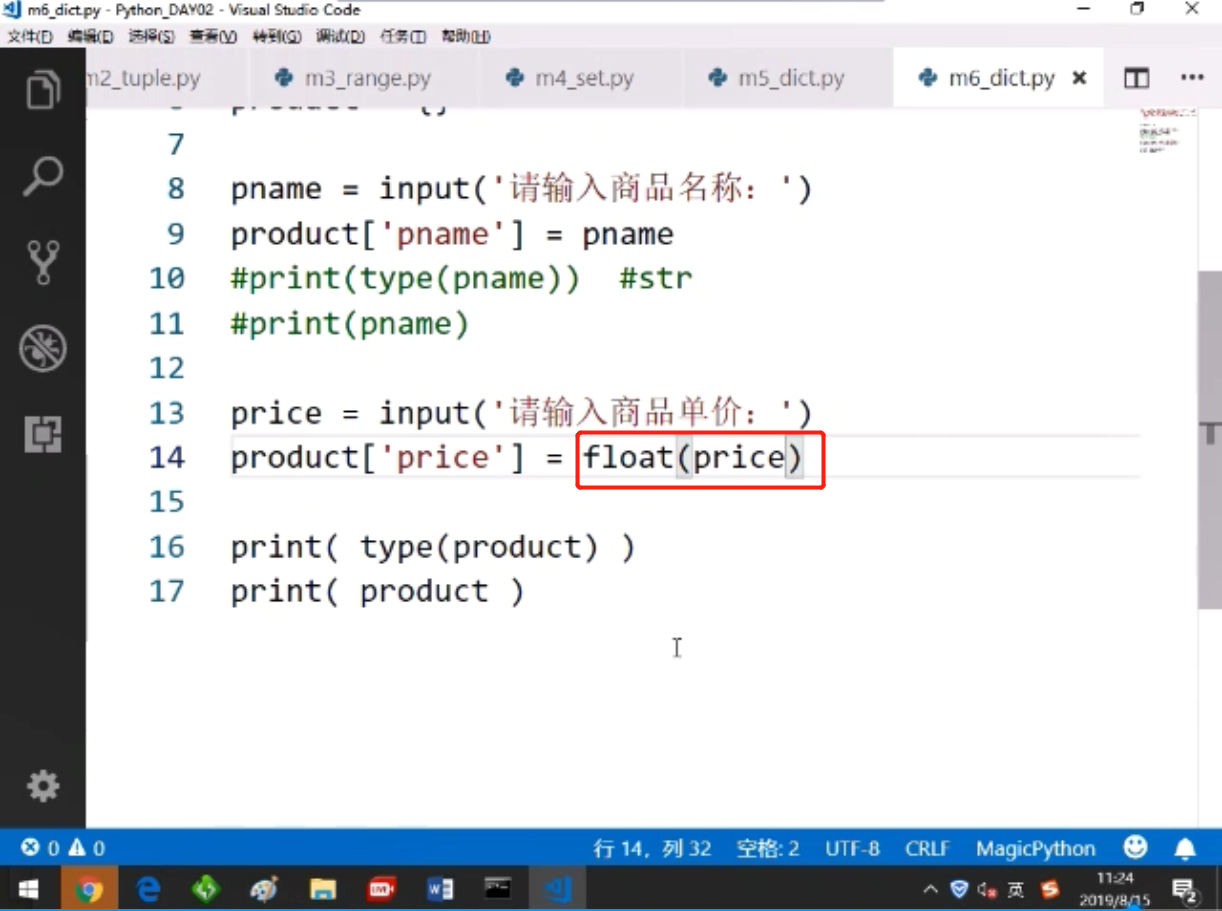 m6_dict.py - Python_DAY02 - Visual Studio Code
文件(F) 编辑(E) 选择(S) 查看(V) 转到(G) 调试(D) 任务(T) 帮助(H)
m2_tuple.py m3_range.py m4_set.py m5_dict.py m6_dict.py
7
8 pname = input('请输入商品名称：')
9 product['pname'] = pname
10 #print(type(pname))  #str
11 #print(pname)
12
13 price = input('请输入商品单价：')
14 product['price'] = float(price)
15
16 print( type(product) )
17 print( product )
0 0 行 14，列 32 空格: 2 UTF-8 CRLF MagicPython
英 11:24
2019/8/15 2